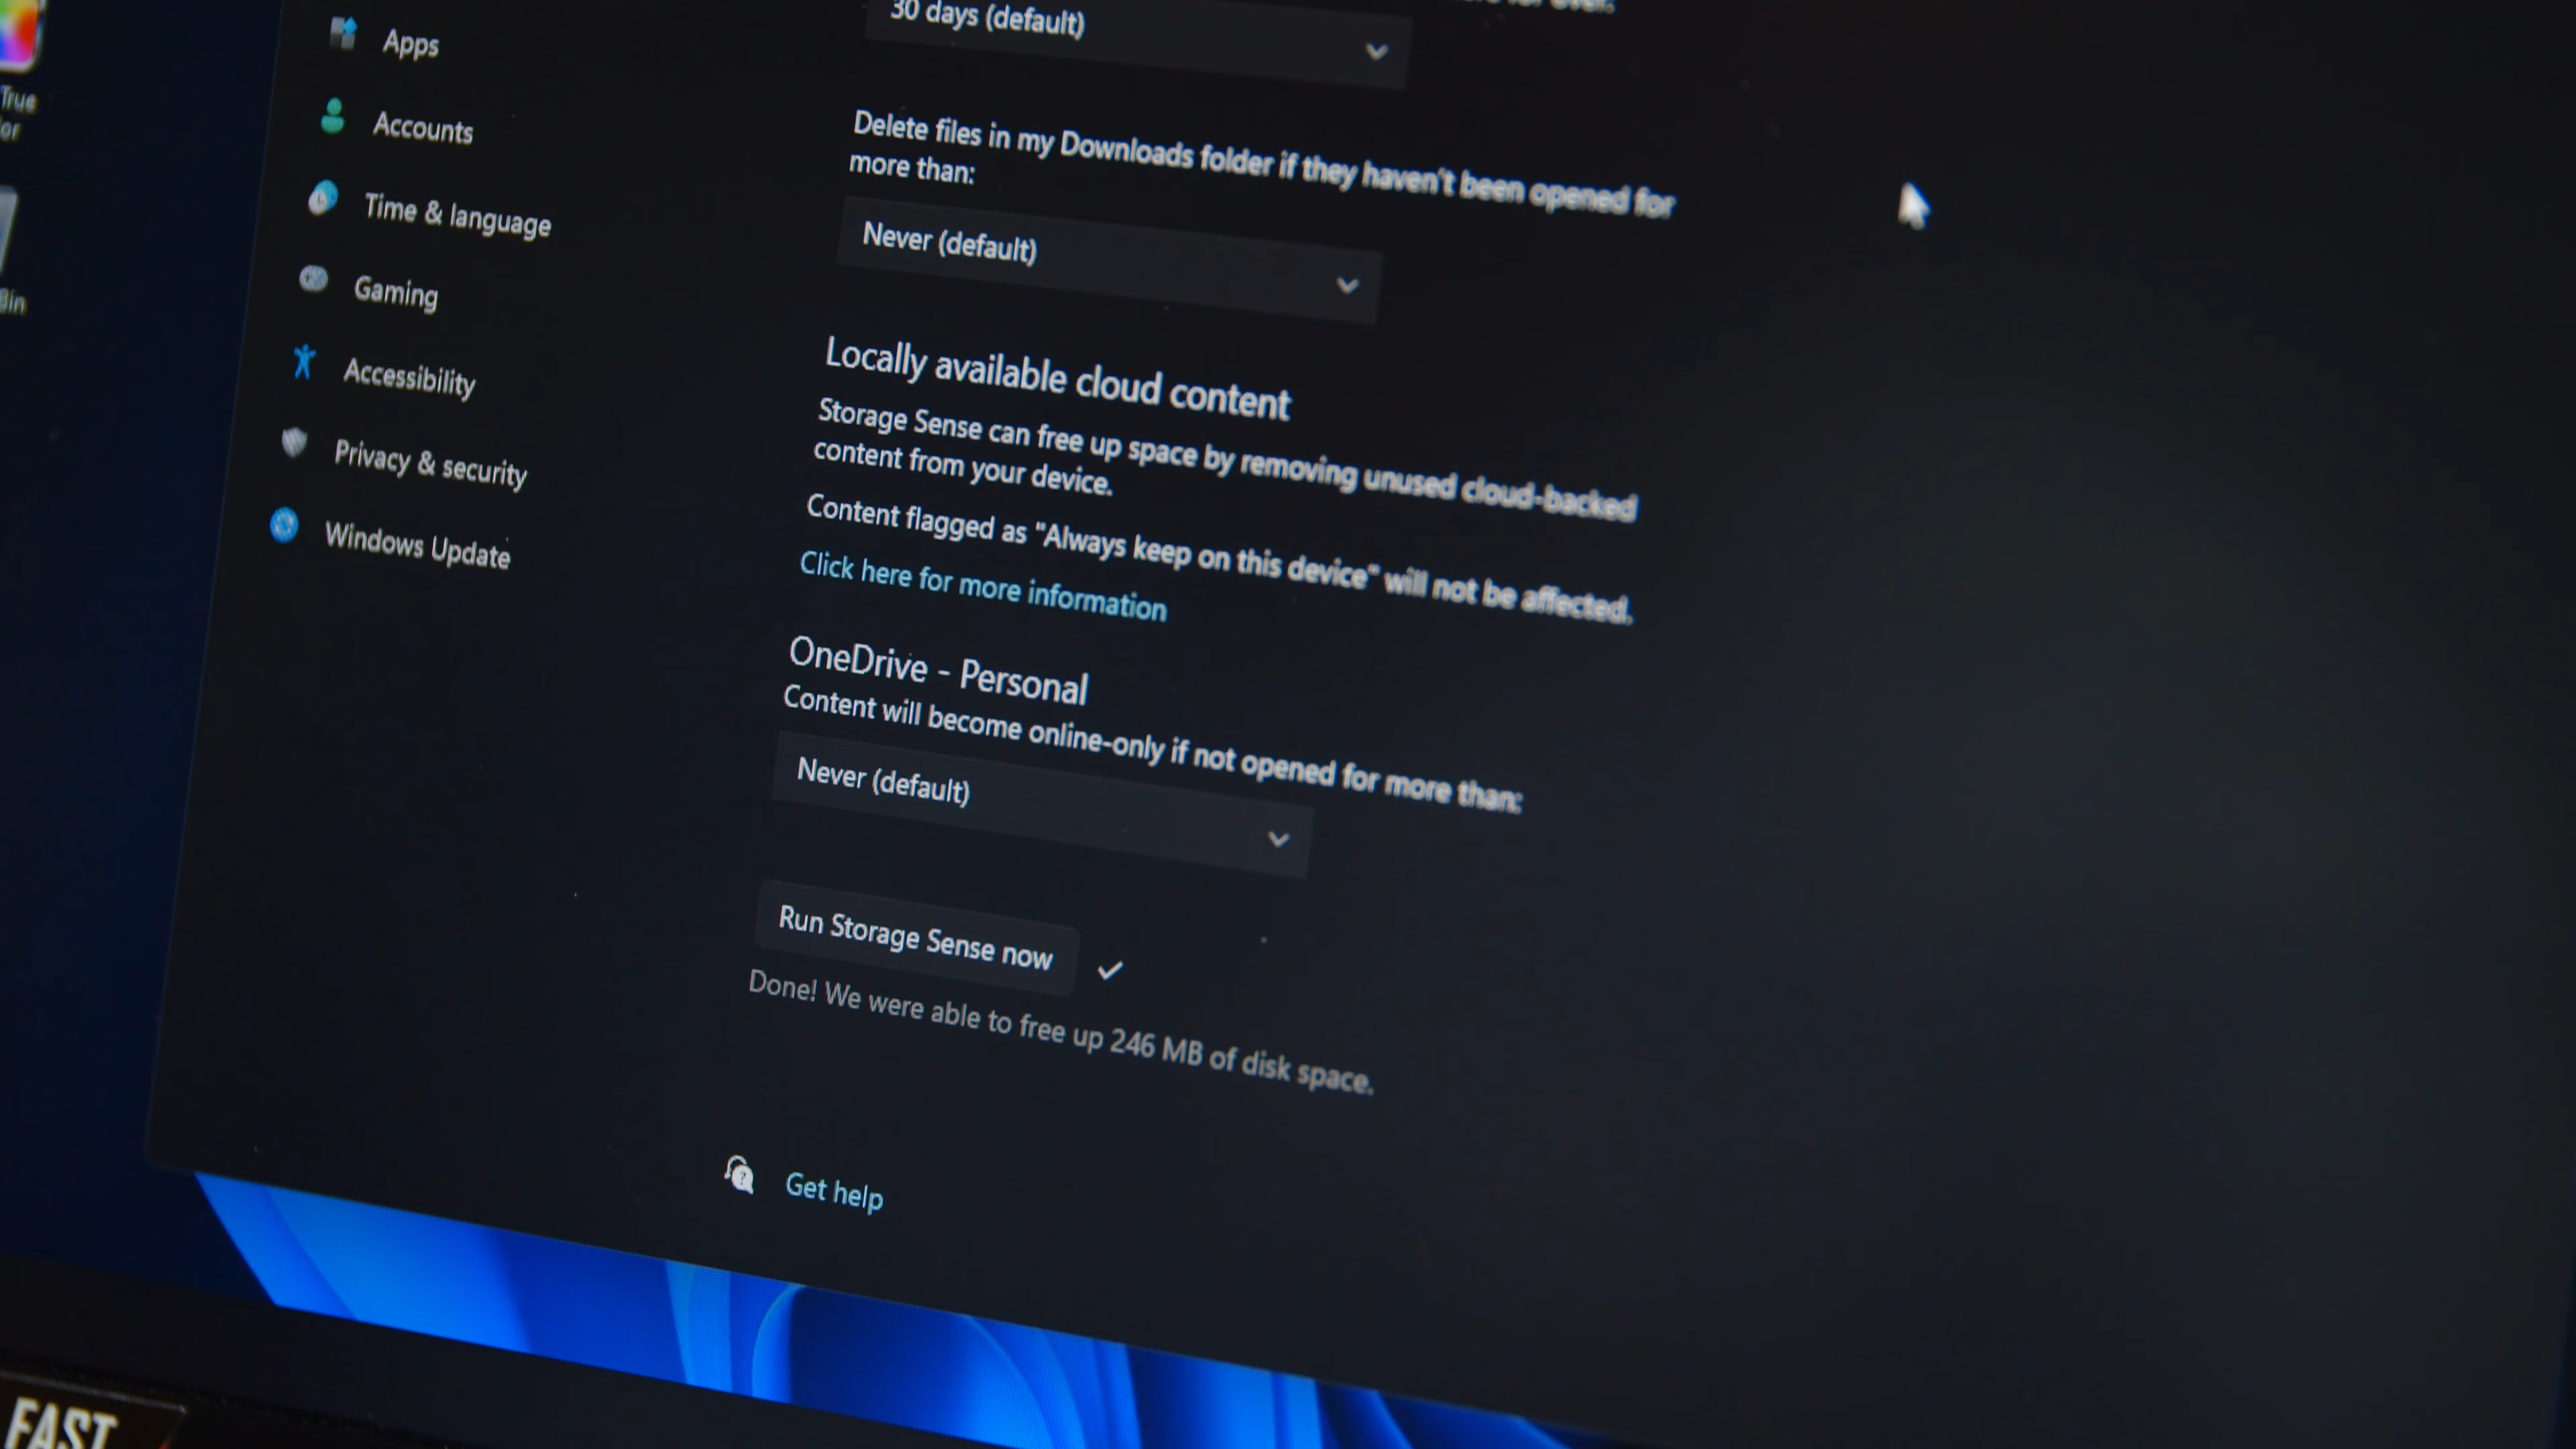 True
or
Bin
Apps
Accounts
Time & language
Gaming
Accessibility
Privacy & security
Windows Update
30 days (default)
Delete files in my Downloads folder if they haven't been opened for
more than:
Never (default)
Locally available cloud content
Storage Sense can free up space by removing unused cloud-backed
content from your device.
Content flagged as "Always keep on this device" will not be affected.
Click here for more information
OneDrive - Personal
Content will become online-only if not opened for more than:
Never (default)
Run Storage Sense now
Done! We were able to free up 246 MB of disk space.
Get help
FAST